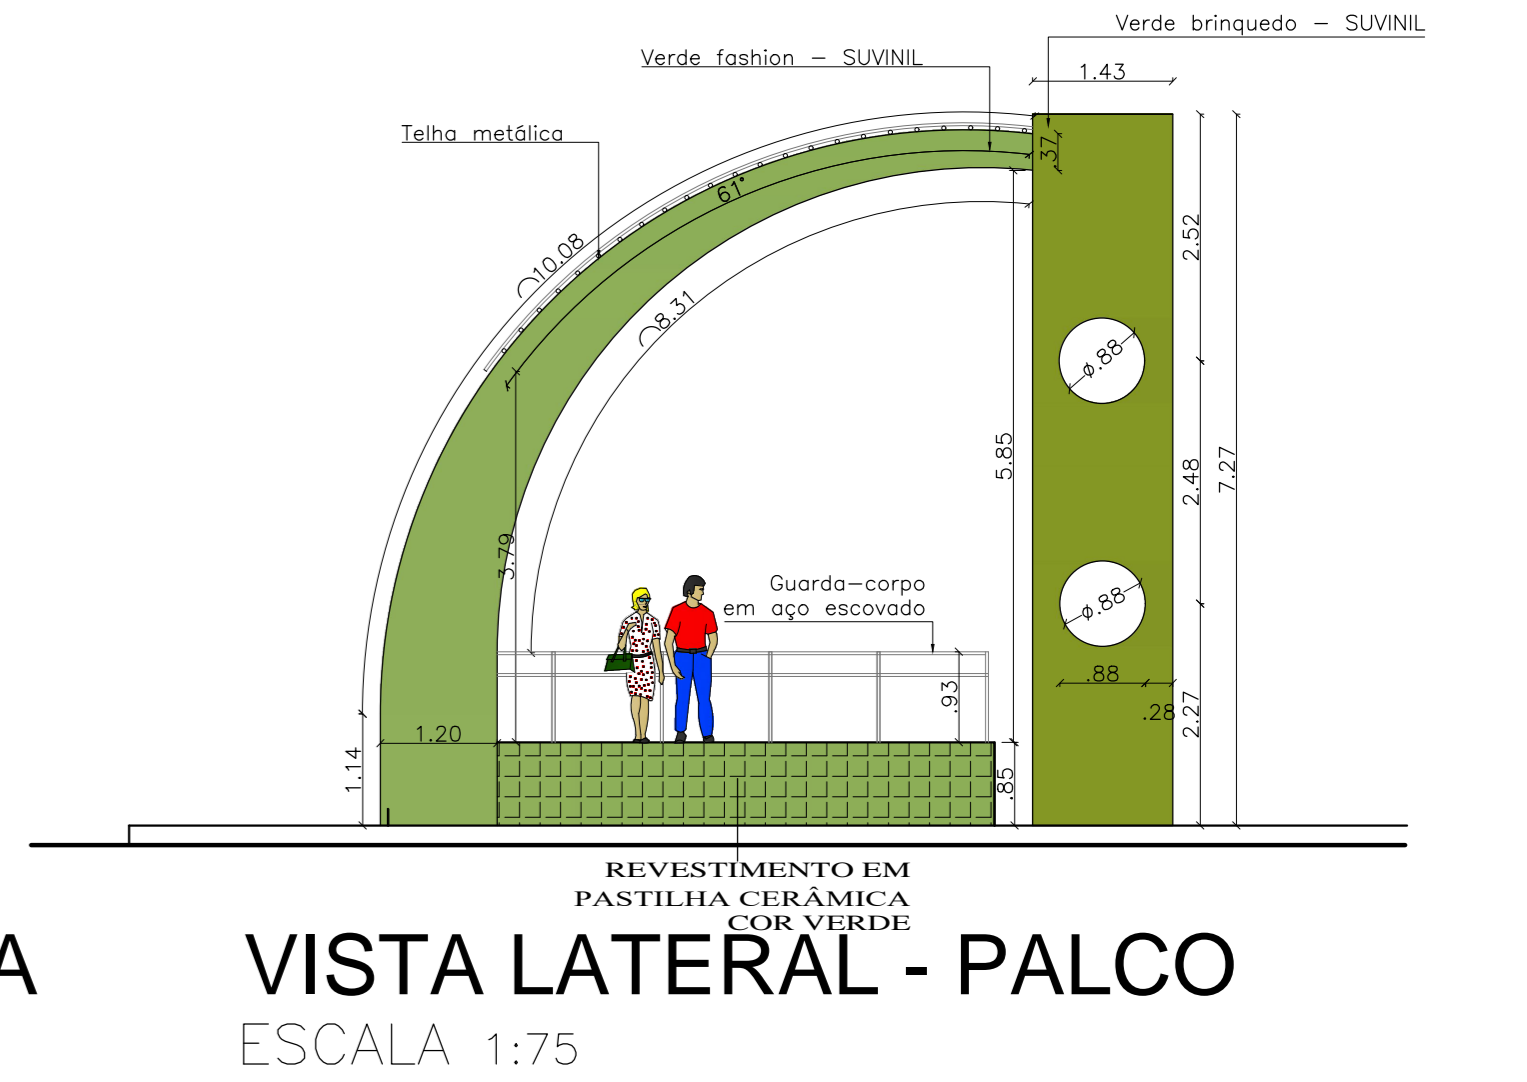 Verde brinquedo – SUVINIL
Verde fashion – SUVINIL
1.43
Telha metálica
.37
61°
2.52
10.08
8.31
ø.88
5.85
2.48
7.27
3.79
Guarda-corpo
em aço escovado
ø.88
.88
.93
.28
2.27
1.20
1.14
.85
REVESTIMENTO EM
PASTILHA CERÂMICA
COR VERDE
A
VISTA LATERAL - PALCO
ESCALA 1:75